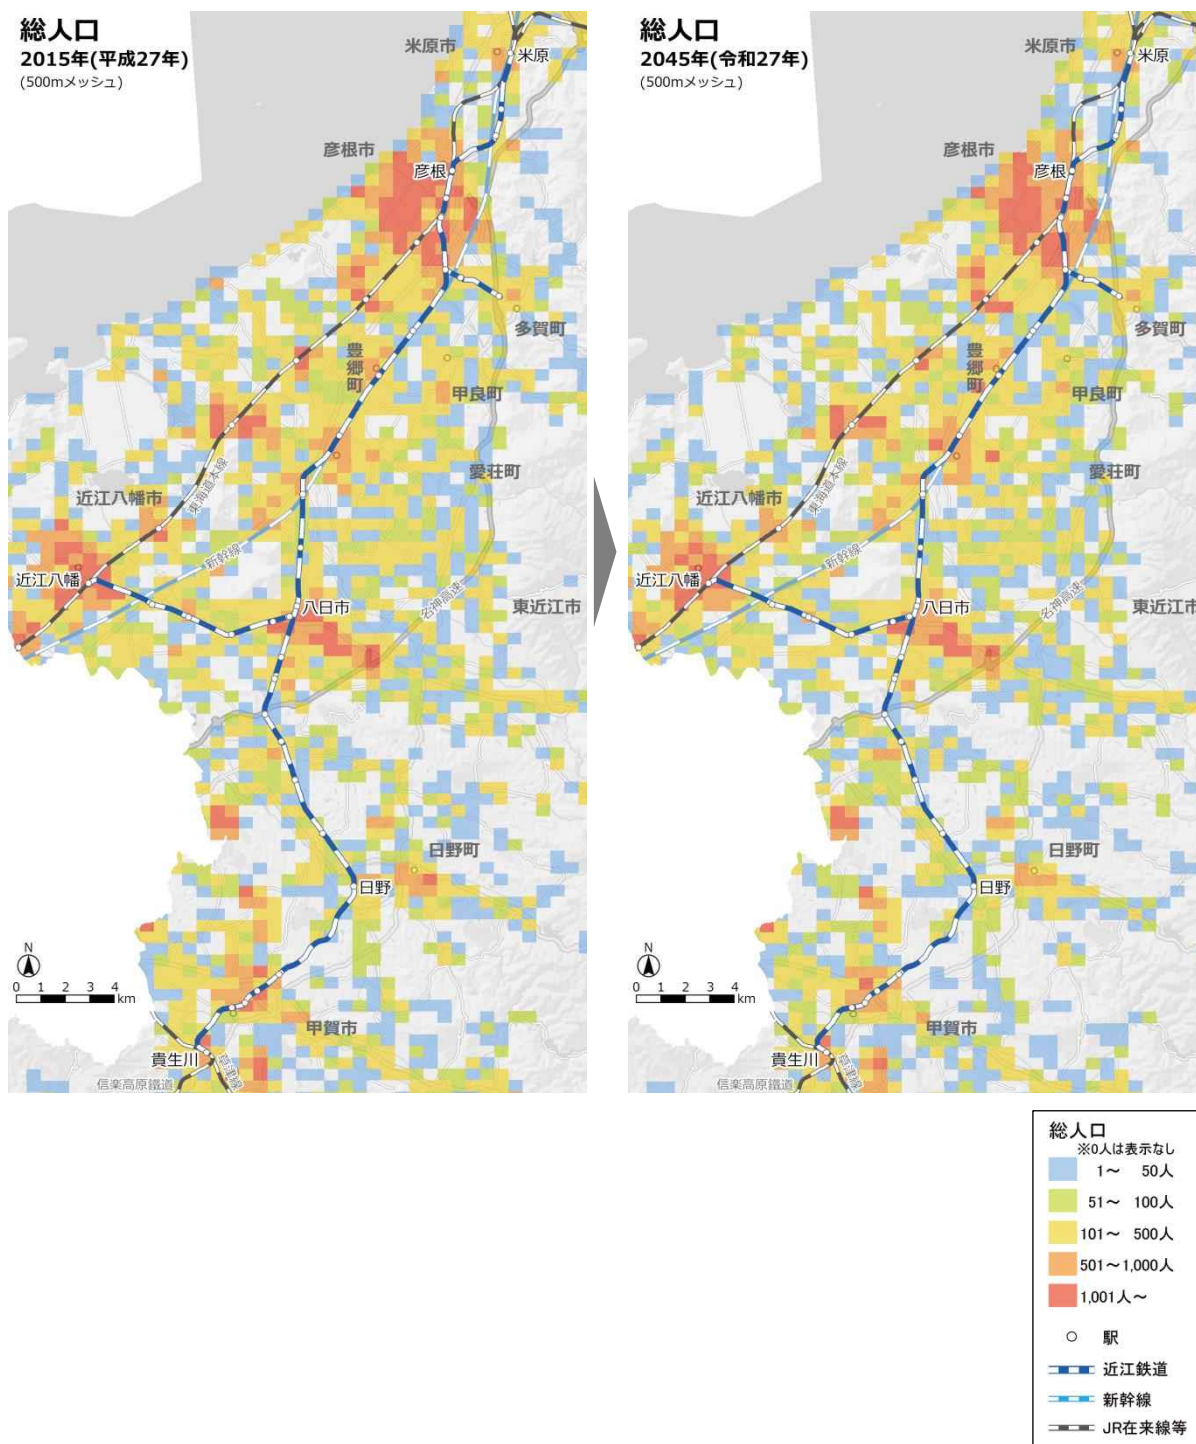 総人口
2015年(平成27年)
(500mメッシュ)
米原市
米原
彦根市
彦根
多賀町
豊郷町
甲良町
愛荘町
近江八幡市
東海道本線
新幹線
近江八幡
八日市
名神高速
東近江市
日野町
日野
N
0 1 2 3 4
km
甲賀市
貴生川
草津線
信楽高原鐵道
総人口
2045年(令和27年)
(500mメッシュ)
米原市
米原
彦根市
彦根
多賀町
豊郷町
甲良町
愛荘町
近江八幡市
東海道本線
新幹線
近江八幡
八日市
名神高速
東近江市
日野町
日野
N
0 1 2 3 4
km
甲賀市
貴生川
草津線
信楽高原鐵道
総人口
※0人は表示なし
1～ 50人
51～ 100人
101～ 500人
501～1,000人
1,001人～
駅
近江鉄道
新幹線
JR在来線等